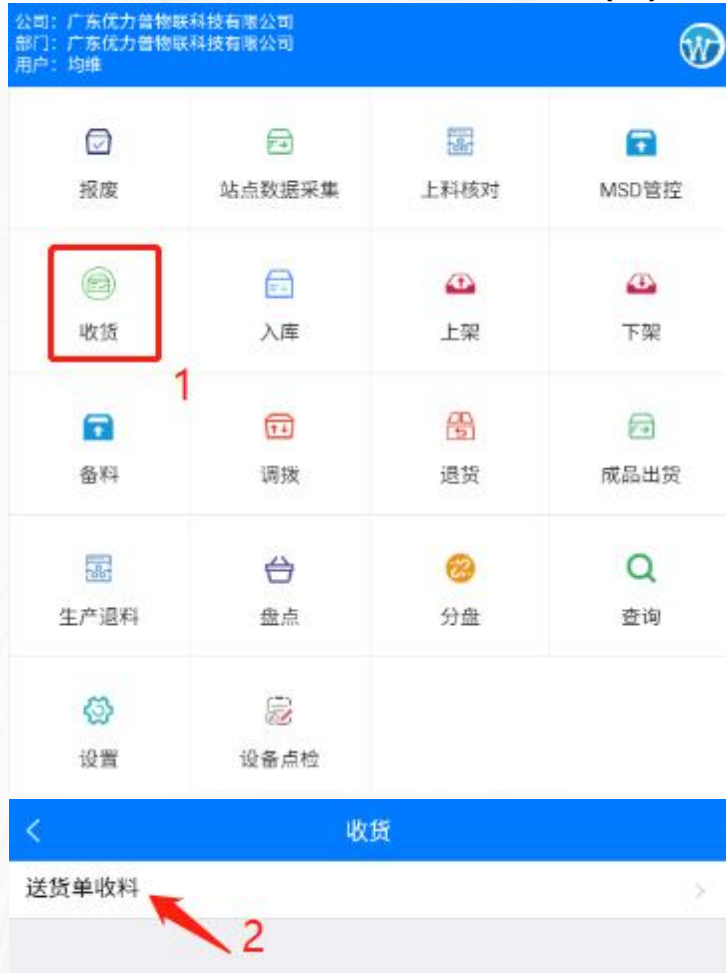 公司：广东优力普物联科技有限公司
部门：广东优力普物联科技有限公司
用户：均维
W
报废 站点数据采集 上料核对 MSD管控
收货 入库 上架 下架
1
备料 调拨 退货 成品出货
生产退料 盘点 分盘 查询
设置 设备点检
收货
送货单收料
2